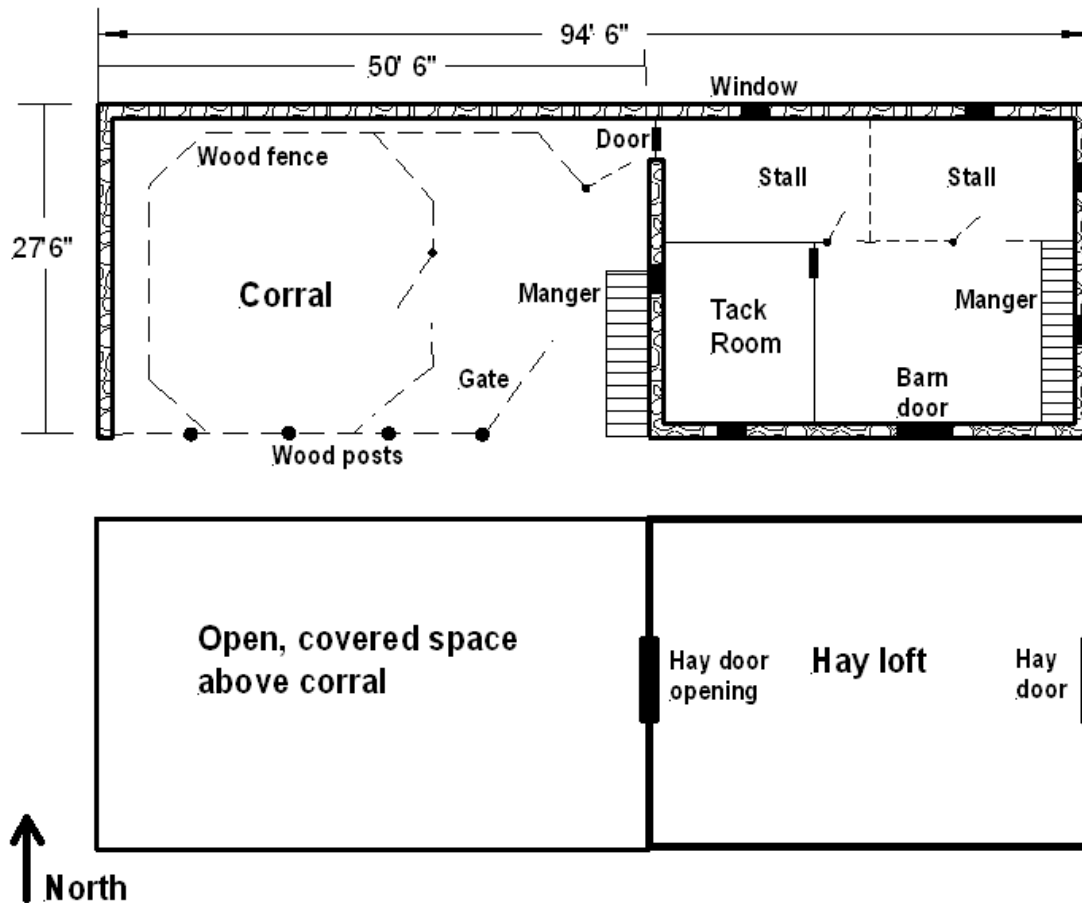 94' 6"
50' 6"
Window
Door
Wood fence
Stall
Stall
27'6"
Corral
Manger
Manger
Tack
Room
Gate
Barn
door
Wood posts
Open, covered space
above corral
Hay door
opening
Hay loft
Hay
door
North